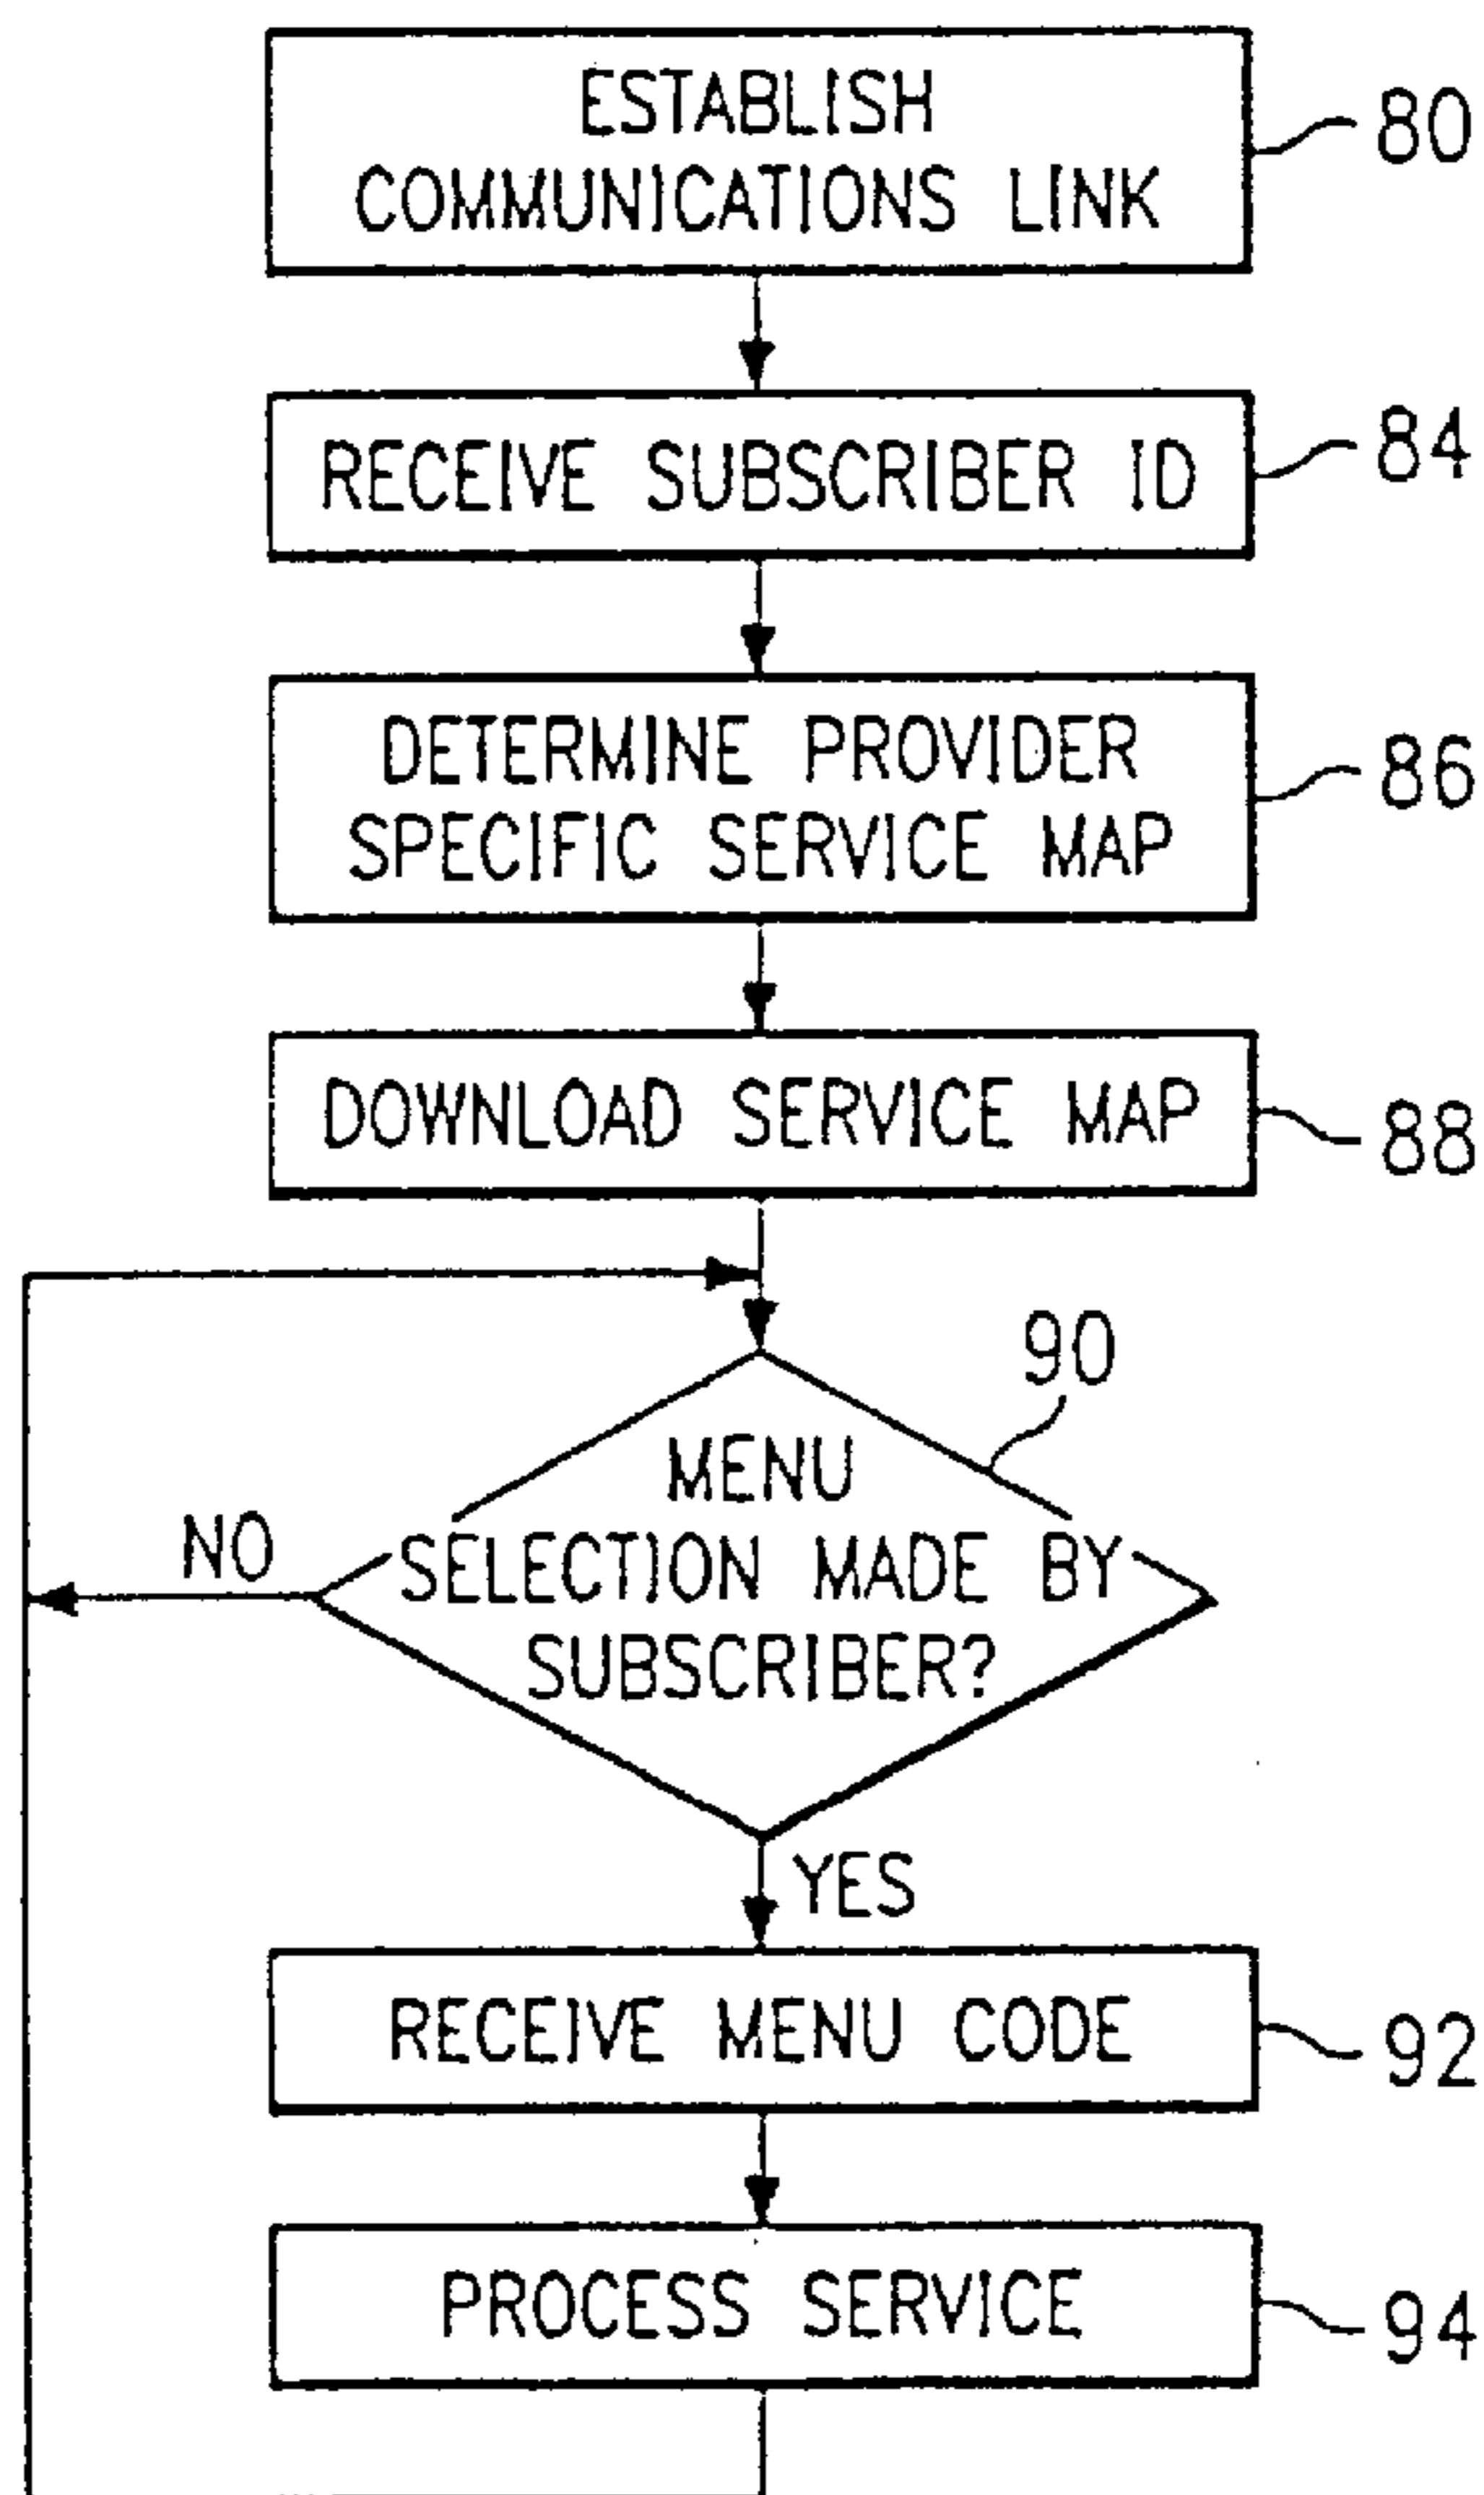 ESTABLISH
COMMUNICATIONS LINK
80
RECEIVE SUBSCRIBER ID
84
DETERMINE PROVIDER
SPECIFIC SERVICE MAP
86
DOWNLOAD SERVICE MAP
88
90
MENU
SELECTION MADE BY
SUBSCRIBER?
NO
YES
RECEIVE MENU CODE
92
PROCESS SERVICE
94